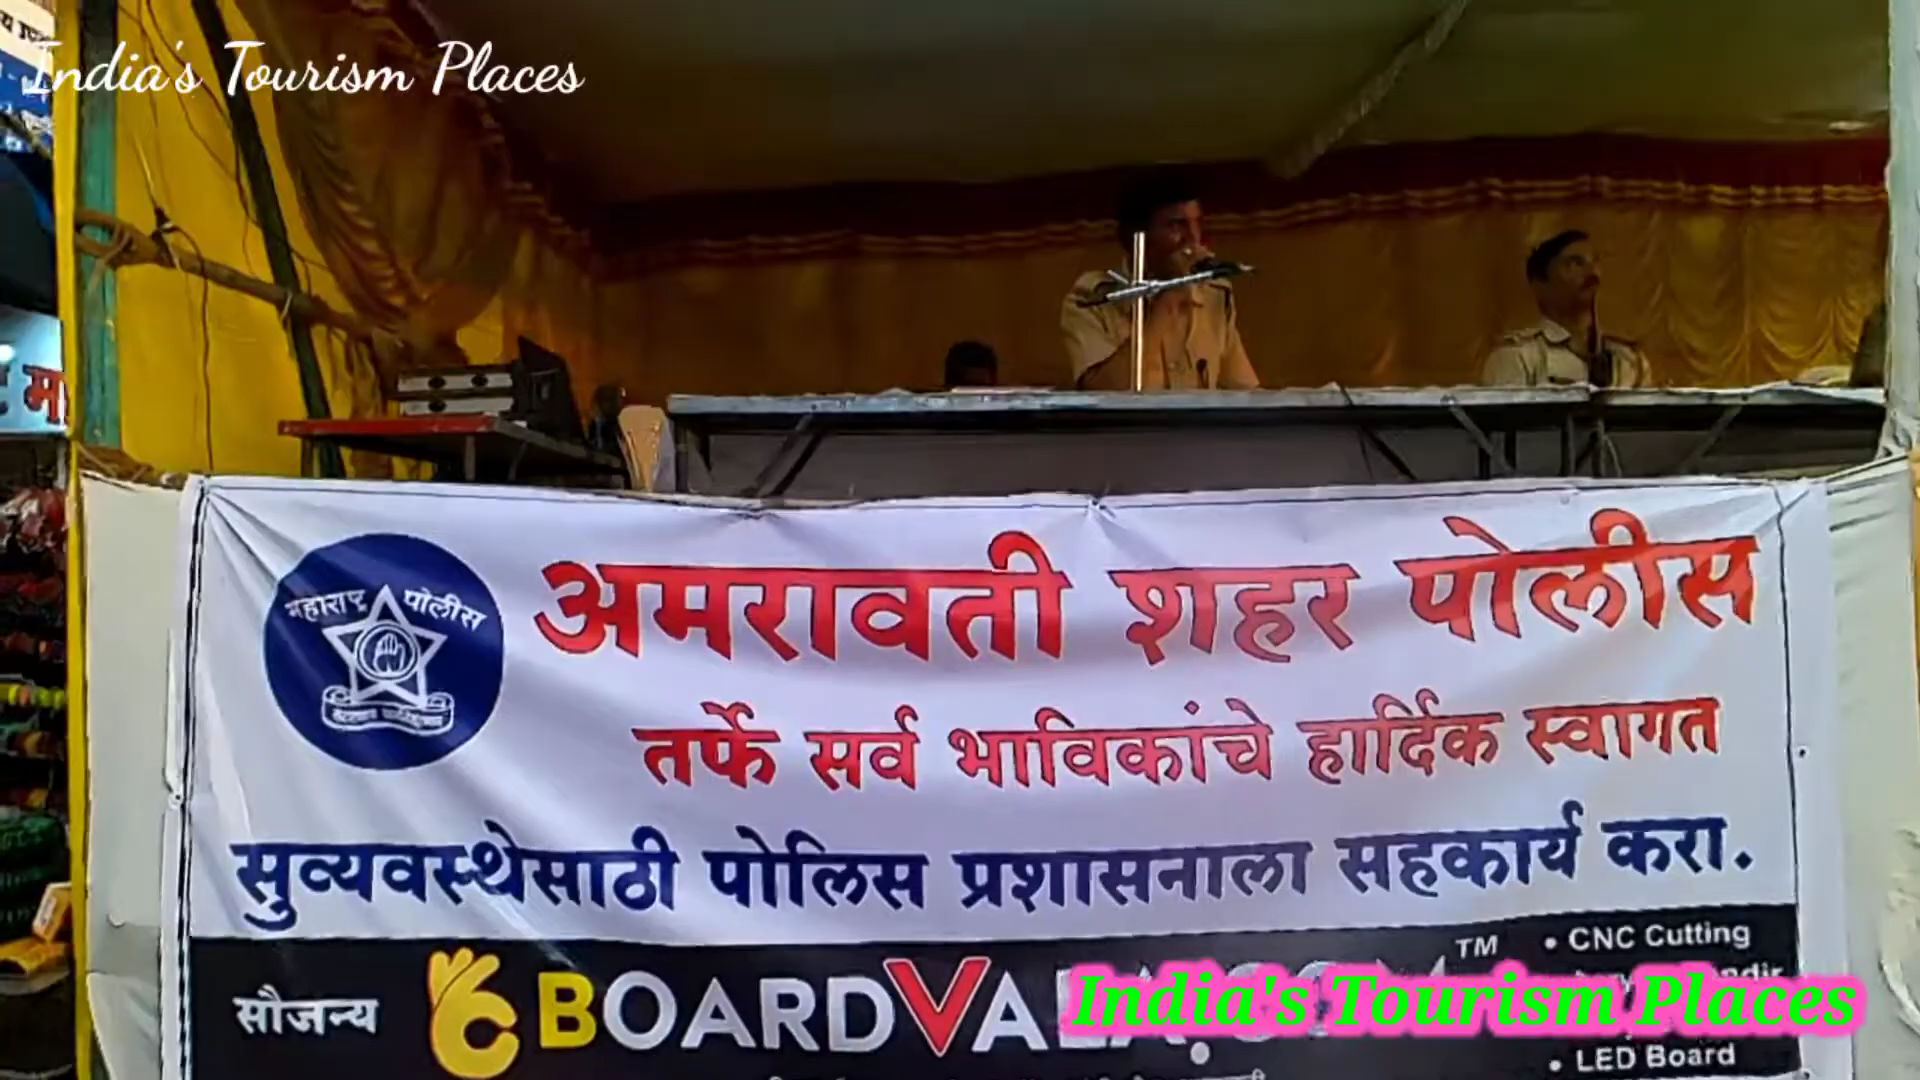 India's Tourism Places
महाराष्ट्र पोलीस
अमरावती शहर पोलीस
तर्फे सर्व भाविकांचे हार्दिक स्वागत
सुव्यवस्थेसाठी पोलिस प्रशासनाला सहकार्य करा.
सौजन्य
BOARDVALA.COM™
• CNC Cutting
India's Tourism Places
• LED Board